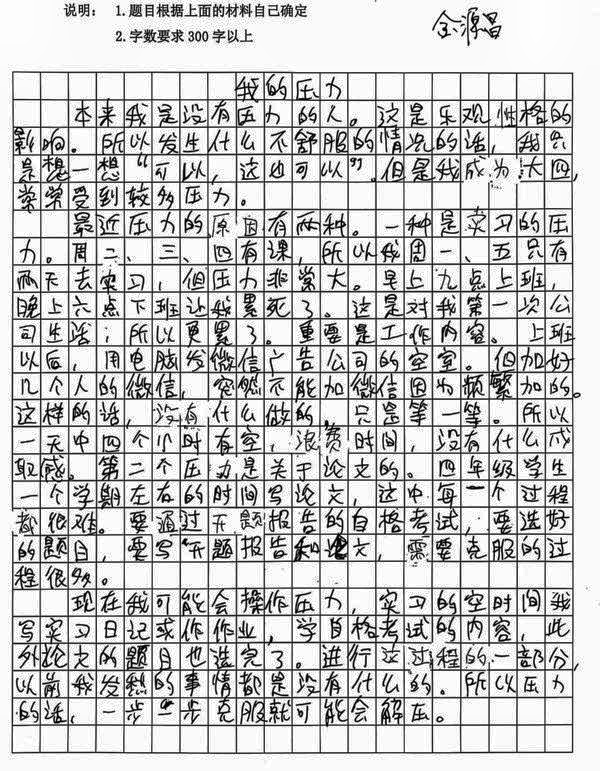 说明： 1.题目根据上面的材料自己确定
2.字数要求300字以上
金源昌
我的压力
本来我是没有压力的人。这是乐观性格的
影响。所以发生什么不舒服的情况的话，我只
是想一想“可以，这也可以”。但是我成为大四，
常常受到较多压力。
最近压力的原因有两种。一种是实习的压
力。周二、三、四有课，所以我周一、五只有
两天去实习，但压力非常大。早上九点上班，
晚上六点下班让我累死了。这是对我第一次公
司生活；所以更累了。重要是工作内容。上班
以后，用电脑发微信广告公司的空室。但加好
几个人的微信，突然不能加微信因为频繁加的。
这样的话，没有什么做的，只是等一等。所以
一天中四个小时有空，浪费时间，没有什么成
取感。第二个压力是关于论文的。四年级学生
一个学期左右的时间写论文，这中每一个过程
都很难。要通过开题报告的自格考试，要选好
的题目，要写开题报告和论文，需要克服的过
程很多。
现在我可能会操作压力，实习的空时间我
写实习日记或作作业，学自格考试的内容，此
外论文的题目也选完了。进行这过程的一部分，
以前我发愁的事情都是没有什么的。所以压力
的话，一步一步克服就可能会解压。